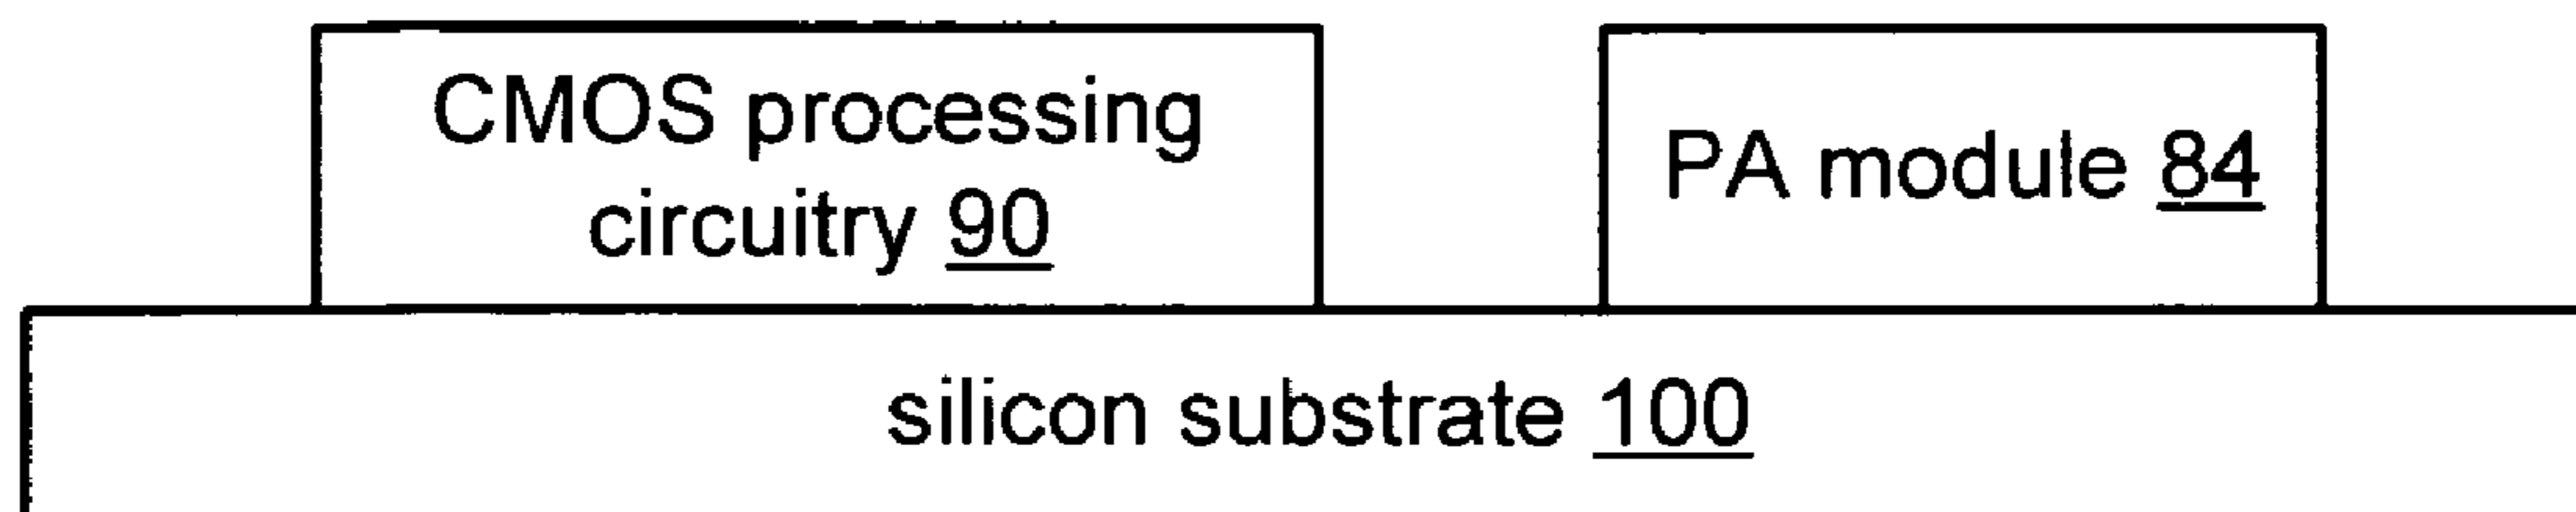 CMOS processing
circuitry 90
PA module 84
silicon substrate 100